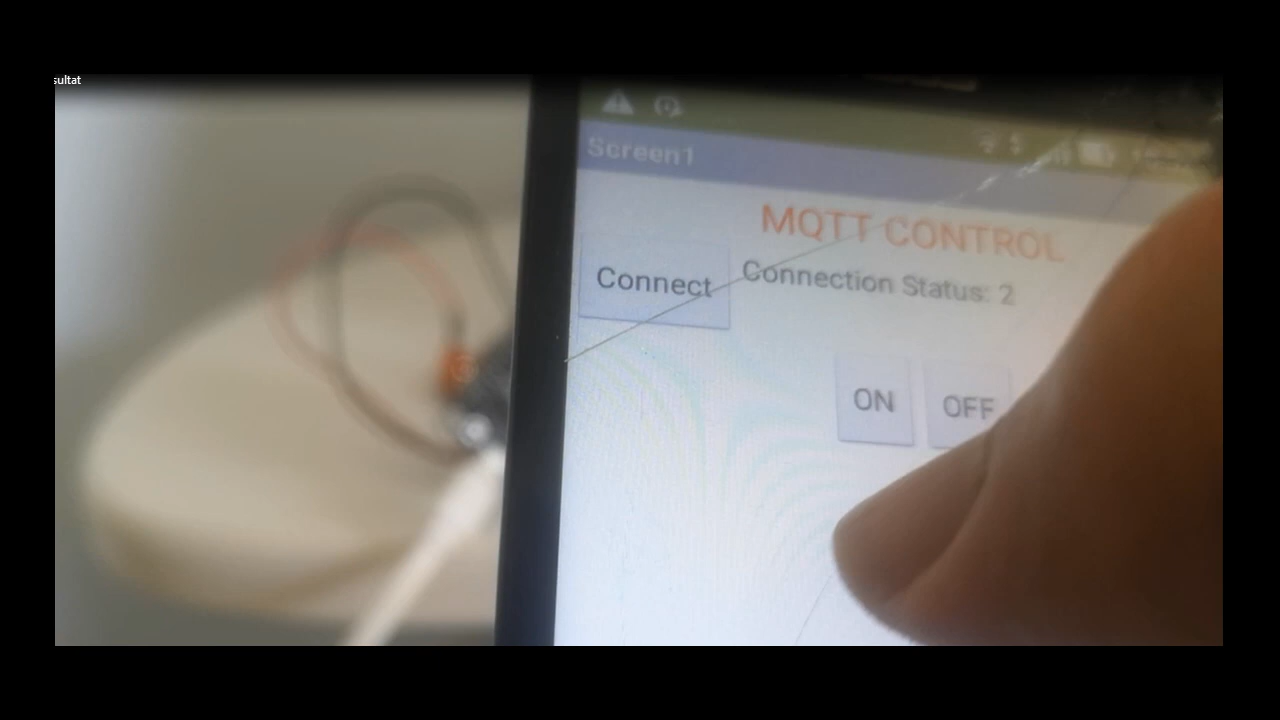 sultat
Screen1
MQTT CONTROL
Connect
Connection Status: 2
ON
OFF